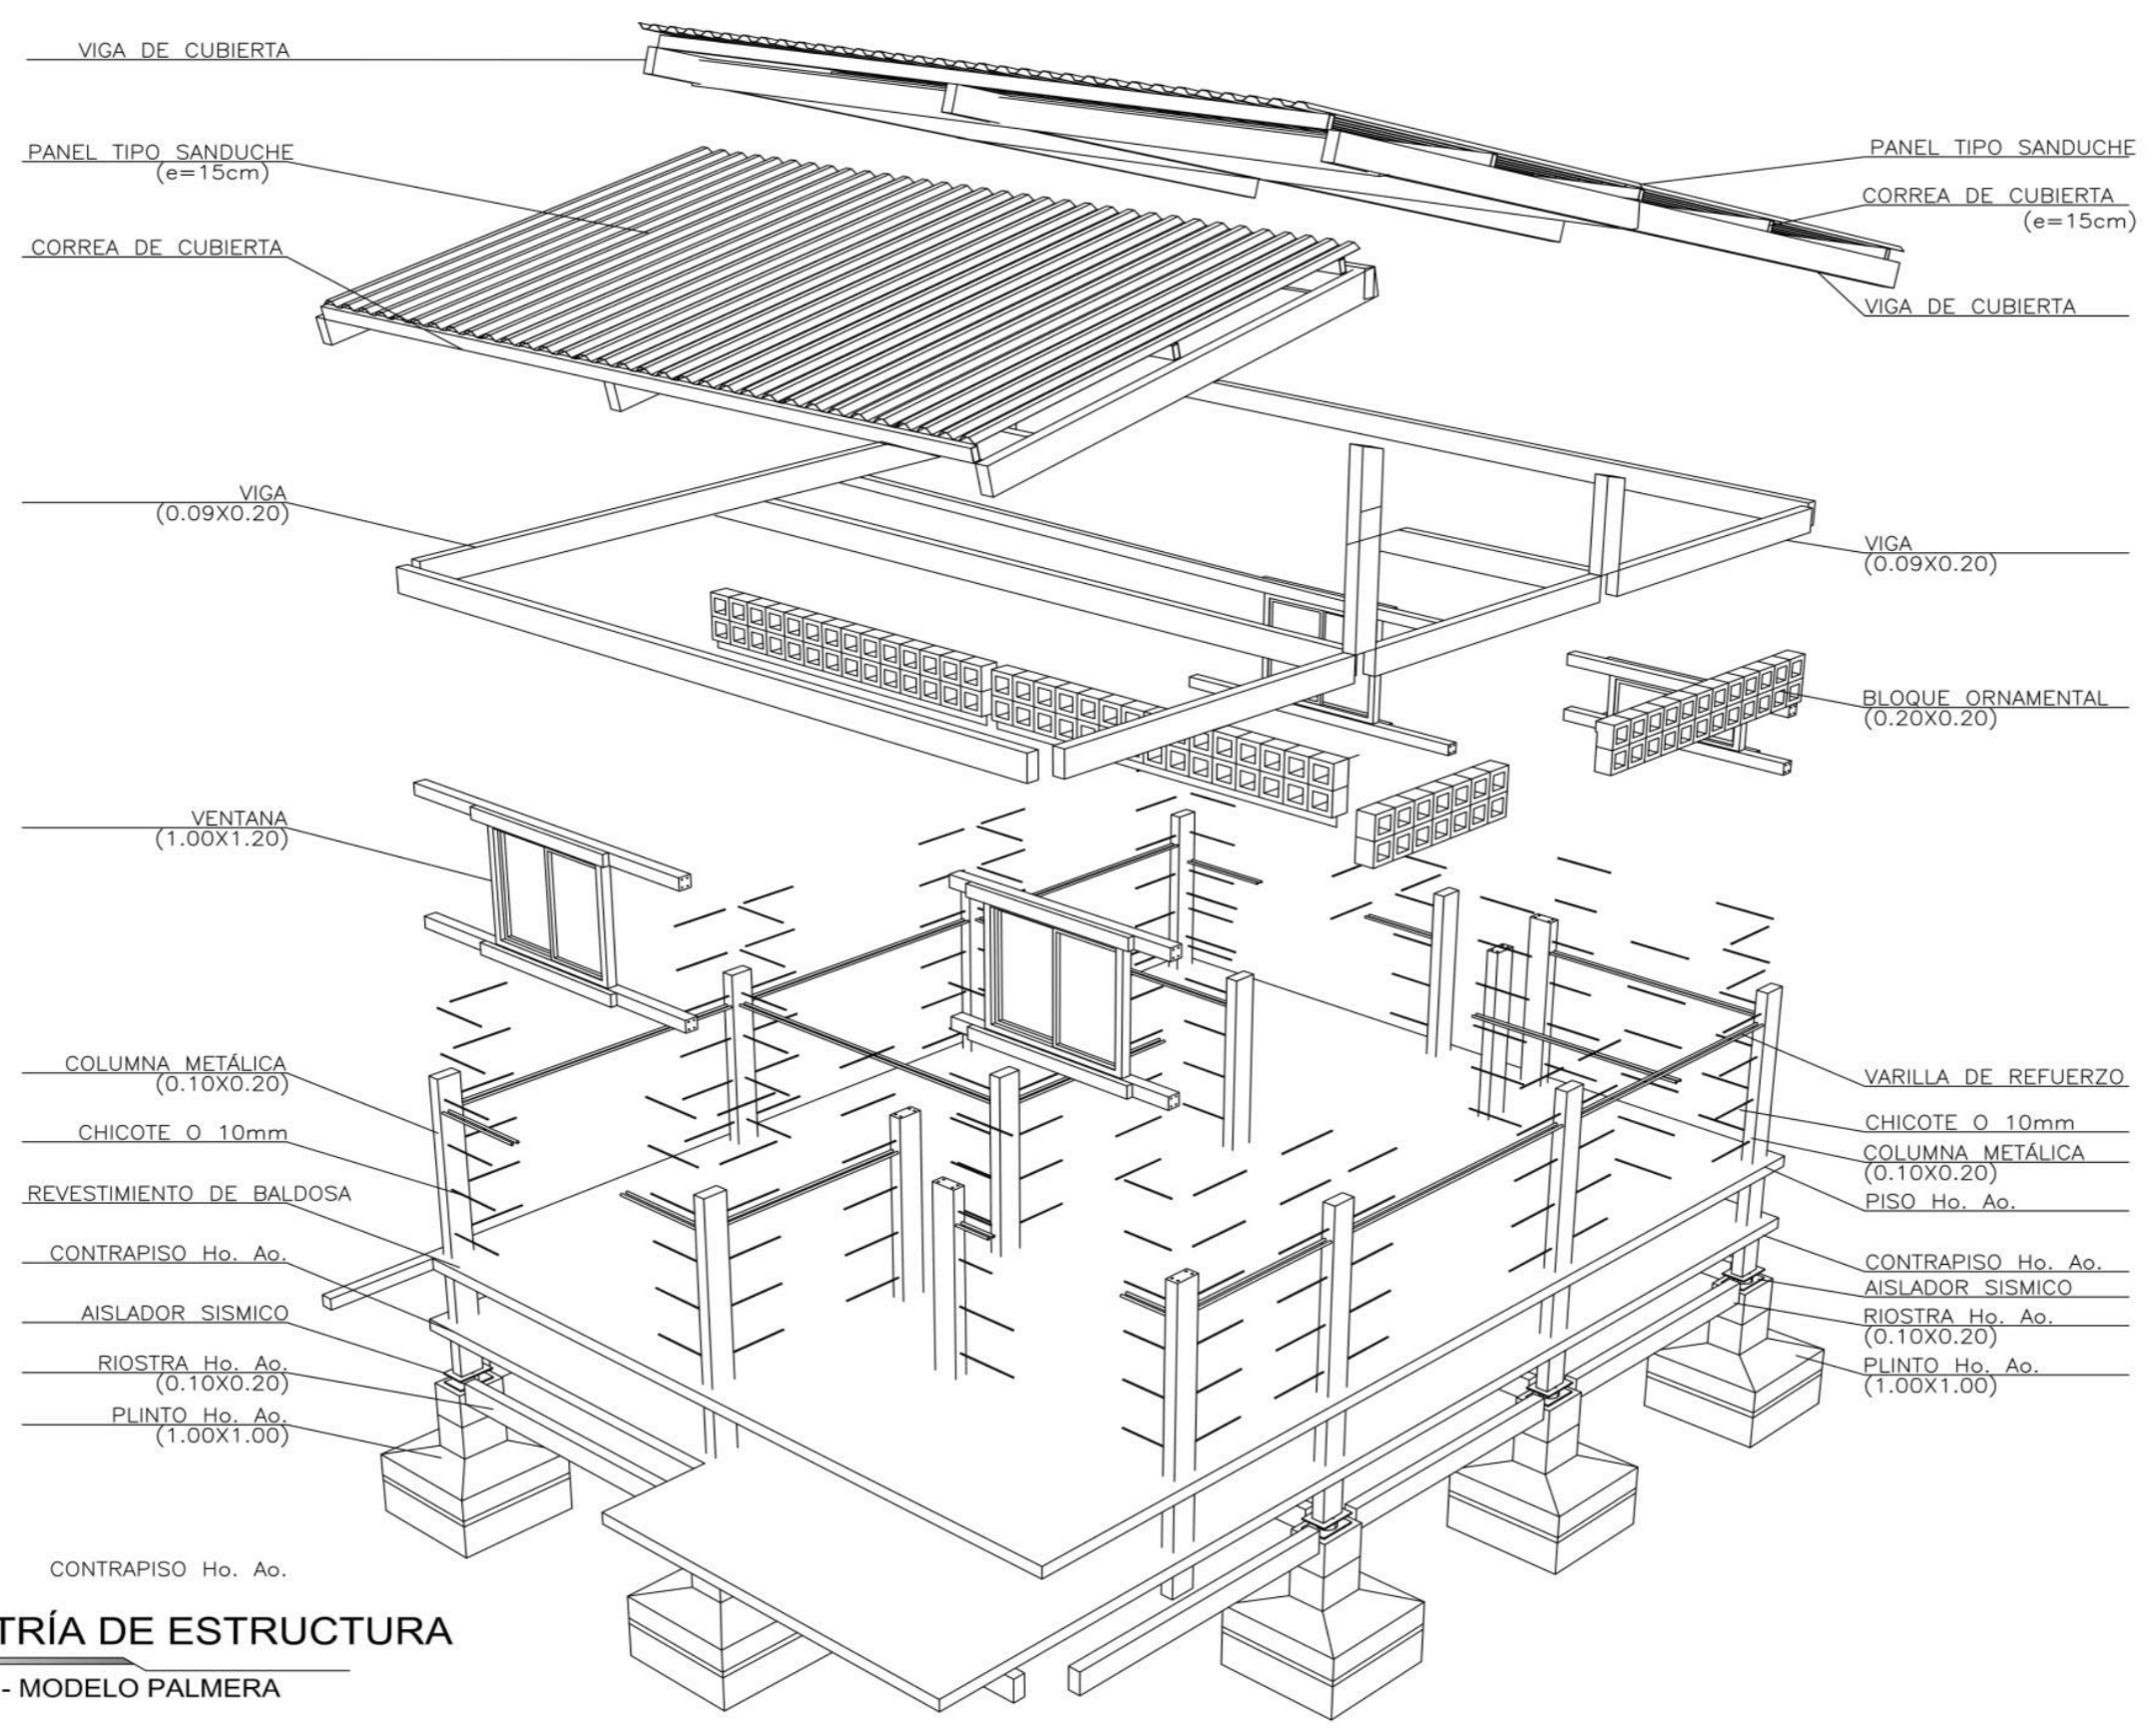 VIGA DE CUBIERTA
PANEL TIPO SANDUCHE
(e=15cm)
CORREA DE CUBIERTA
VIGA
(0.09X0.20)
VENTANA
(1.00X1.20)
COLUMNA METÁLICA
(0.10X0.20)
CHICOTE O 10mm
REVESTIMIENTO DE BALDOSA
CONTRAPISO Ho. Ao.
AISLADOR SISMICO
RIOSTRA Ho. Ao.
(0.10X0.20)
PLINTO Ho. Ao.
(1.00X1.00)
CONTRAPISO Ho. Ao.
TRÍA DE ESTRUCTURA
- MODELO PALMERA
PANEL TIPO SANDUCHE
CORREA DE CUBIERTA
(e=15cm)
VIGA DE CUBIERTA
VIGA
(0.09X0.20)
BLOQUE ORNAMENTAL
(0.20X0.20)
VARILLA DE REFUERZO
CHICOTE O 10mm
COLUMNA METÁLICA
(0.10X0.20)
PISO Ho. Ao.
CONTRAPISO Ho. Ao.
AISLADOR SISMICO
RIOSTRA Ho. Ao.
(0.10X0.20)
PLINTO Ho. Ao.
(1.00X1.00)